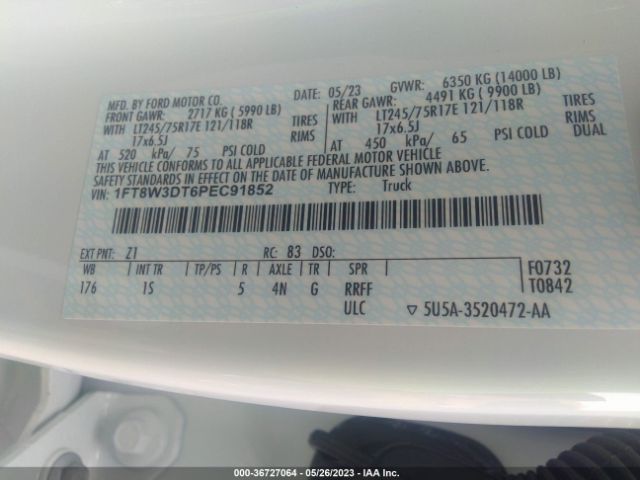 MFD. BY FORD MOTOR CO.
DATE: 05/23 GVWR: 6350 KG (14000 LB)
FRONT GAWR: 2717 KG (5990 LB) REAR GAWR: 4491 KG (9900 LB)
WITH LT245/75R17E 121/118R TIRES WITH LT245/75R17E 121/118R TIRES
17x6.5J RIMS 17x6.5J RIMS
AT 520 kPa/ 75 PSI COLD AT 450 kPa/ 65 PSI COLD DUAL
THIS VEHICLE CONFORMS TO ALL APPLICABLE FEDERAL MOTOR VEHICLE
SAFETY STANDARDS IN EFFECT ON THE DATE OF MANUFACTURE SHOWN ABOVE.
VIN: 1FT8W3DT6PEC91852 TYPE: Truck
EXT PNT: Z1 RC: 83 DSO:
WB INT TR TP/PS R AXLE TR SPR F0732
176 1S 5 4N G RRFF T0842
ULC ▽ 5U5A-3520472-AA
000-36727064 - 05/26/2023 - IAA Inc.